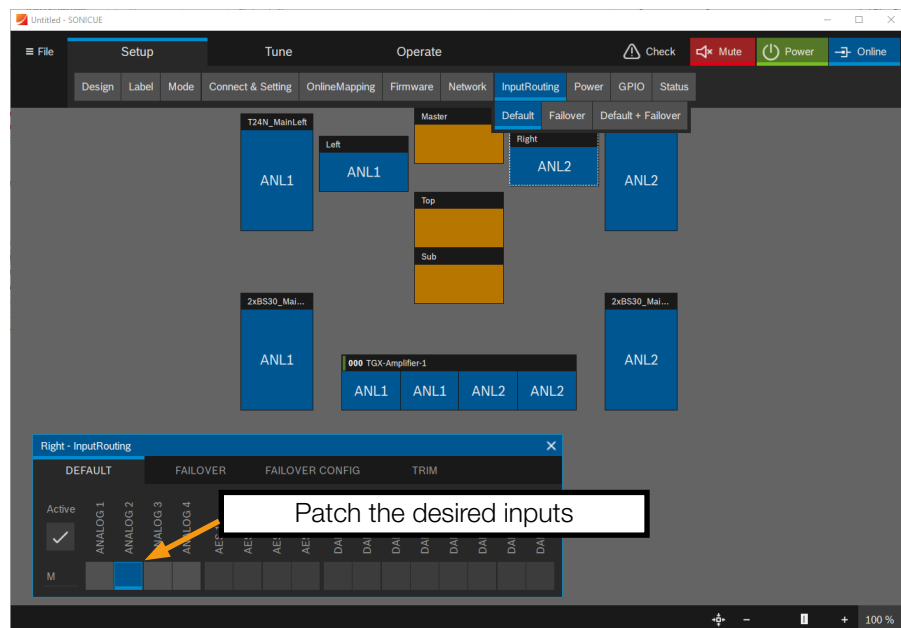 Untitled - SONICUE
≡ File Setup Tune Operate Check Mute Power Online
Design Label Mode Connect & Setting OnlineMapping Firmware Network InputRouting Power GPIO Status
Default Failover Default + Failover
T24N_MainLeft
ANL1
Left
ANL1
Master
Right
ANL2
ANL2
Top
Sub
2xBS30_Mai...
ANL1
000 TGX-Amplifier-1
ANL1 ANL1 ANL2 ANL2
2xBS30_Mai...
ANL2
Right - InputRouting
DEFAULT FAILOVER FAILOVER CONFIG TRIM
Active
ANALOG 1
ANALOG 2
ANALOG 3
ANALOG 4
Patch the desired inputs
M
- + 100 %